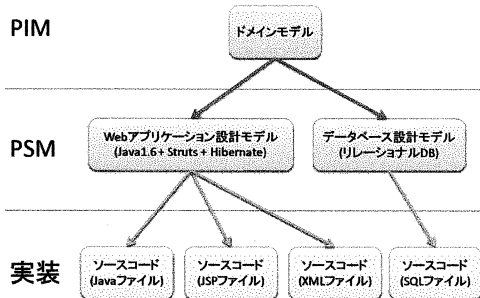 PIM
ドメインモデル
PSM
Webアプリケーション設計モデル
(Java1.6+ Struts + Hibernate)
データベース設計モデル
(リレーショナルDB)
実装
ソースコード
(Javaファイル)
ソースコード
(JSPファイル)
ソースコード
(XMLファイル)
ソースコード
(SQLファイル)